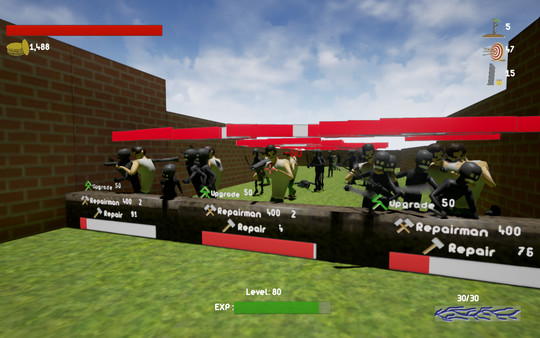 1,488
5
47
15
Upgrade 50
Repairman 400 2
Repair 91
Upgrade 50
Repairman 400 2
Repair 4
Upgrade 50
Repairman 400
Repair 76
Level: 80
EXP:
30/30